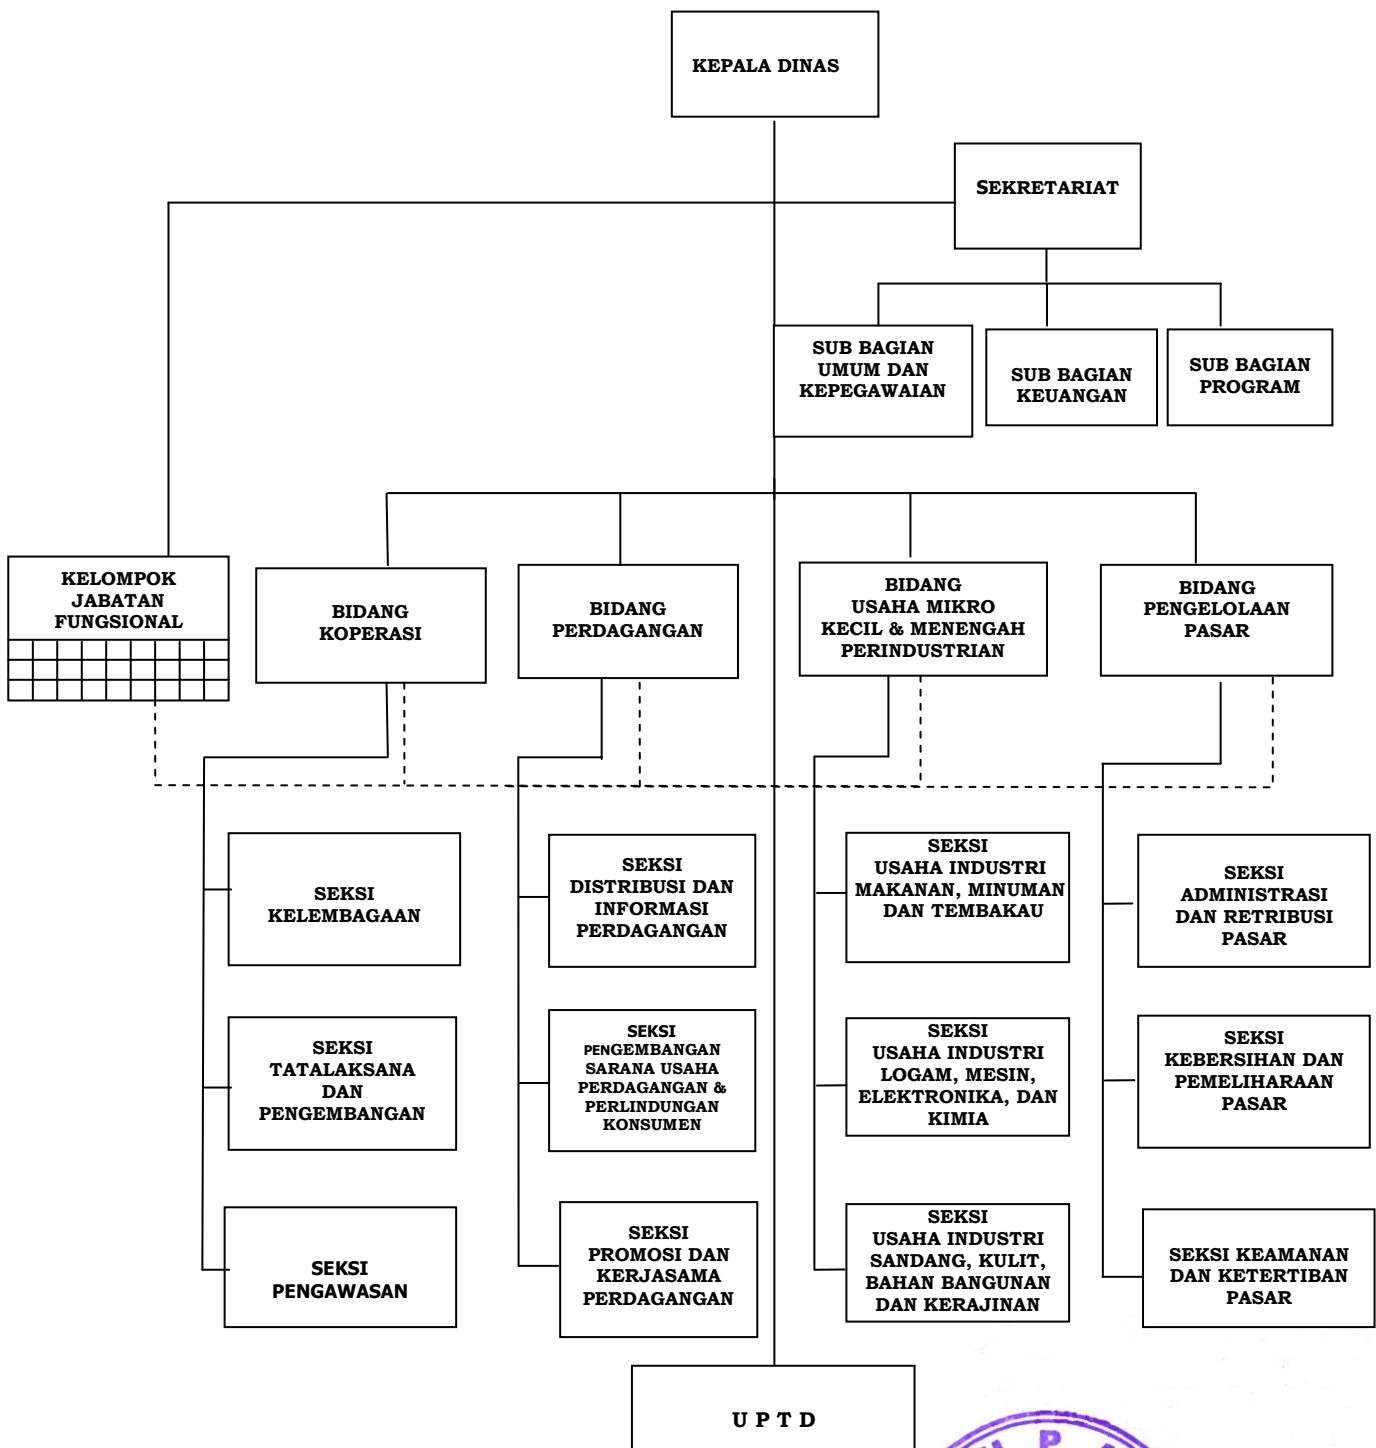 KEPALA DINAS
SEKRETARIAT
SUB BAGIAN
UMUM DAN
KEPEGAWAIAN
SUB BAGIAN
KEUANGAN
SUB BAGIAN
PROGRAM
KELOMPOK
JABATAN
FUNGSIONAL
BIDANG
KOPERASI
BIDANG
PERDAGANGAN
BIDANG
USAHA MIKRO
KECIL & MENENGAH
PERINDUSTRIAN
BIDANG
PENGELOLAAN
PASAR
SEKSI
KELEMBAGAAN
SEKSI
DISTRIBUSI DAN
INFORMASI
PERDAGANGAN
SEKSI
USAHA INDUSTRI
MAKANAN, MINUMAN
DAN TEMBAKAU
SEKSI
ADMINISTRASI
DAN RETRIBUSI
PASAR
SEKSI
TATALAKSANA
DAN
PENGEMBANGAN
SEKSI
PENGEMBANGAN
SARANA USAHA
PERDAGANGAN &
PERLINDUNGAN
KONSUMEN
SEKSI
USAHA INDUSTRI
LOGAM, MESIN,
ELEKTRONIKA, DAN
KIMIA
SEKSI
KEBERSIHAN DAN
PEMELIHARAAN
PASAR
SEKSI
PENGAWASAN
SEKSI
PROMOSI DAN
KERJASAMA
PERDAGANGAN
SEKSI
USAHA INDUSTRI
SANDANG, KULIT,
BAHAN BANGUNAN
DAN KERAJINAN
SEKSI KEAMANAN
DAN KETERTIBAN
PASAR
U P T D